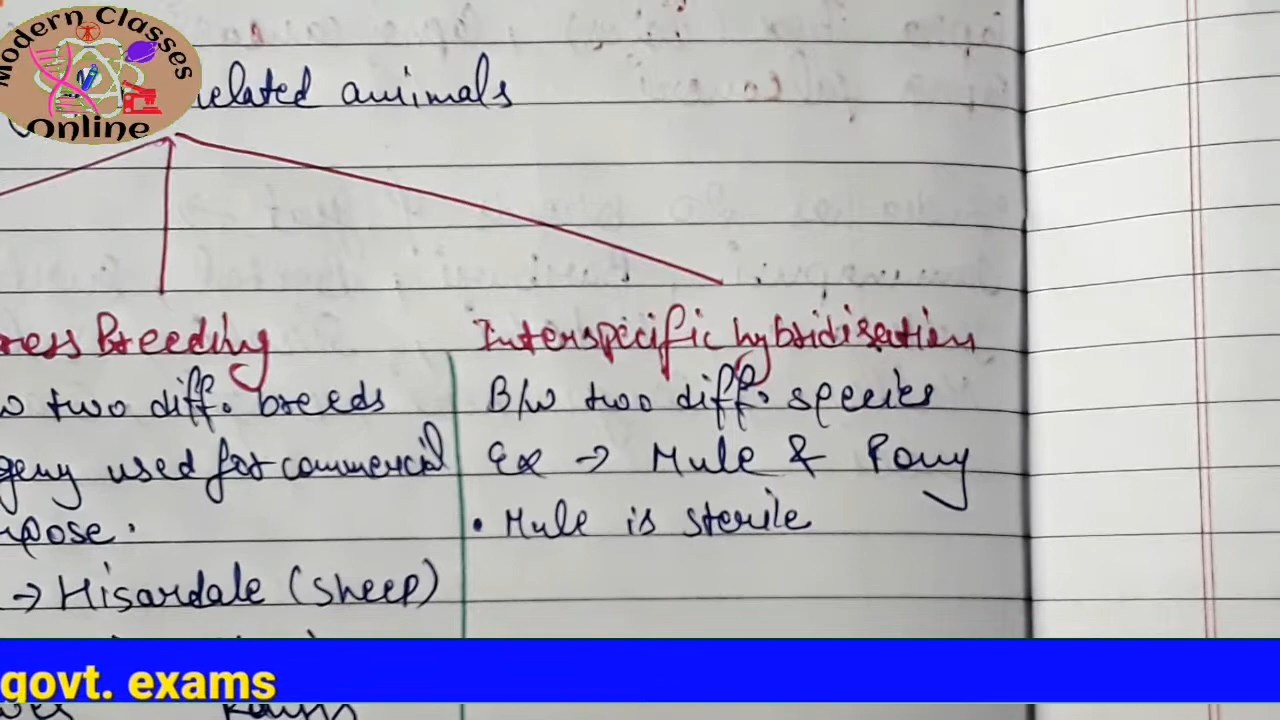 Modern Classes
Online
related animals
ress Breeding
w two diff. breeds
geny used for commercial
rpose.
→ Hisardale (sheep)
Interspecific hybridisation
B/w two diff. species
Ex → Mule & Pony
• Mule is sterile
govt. exams